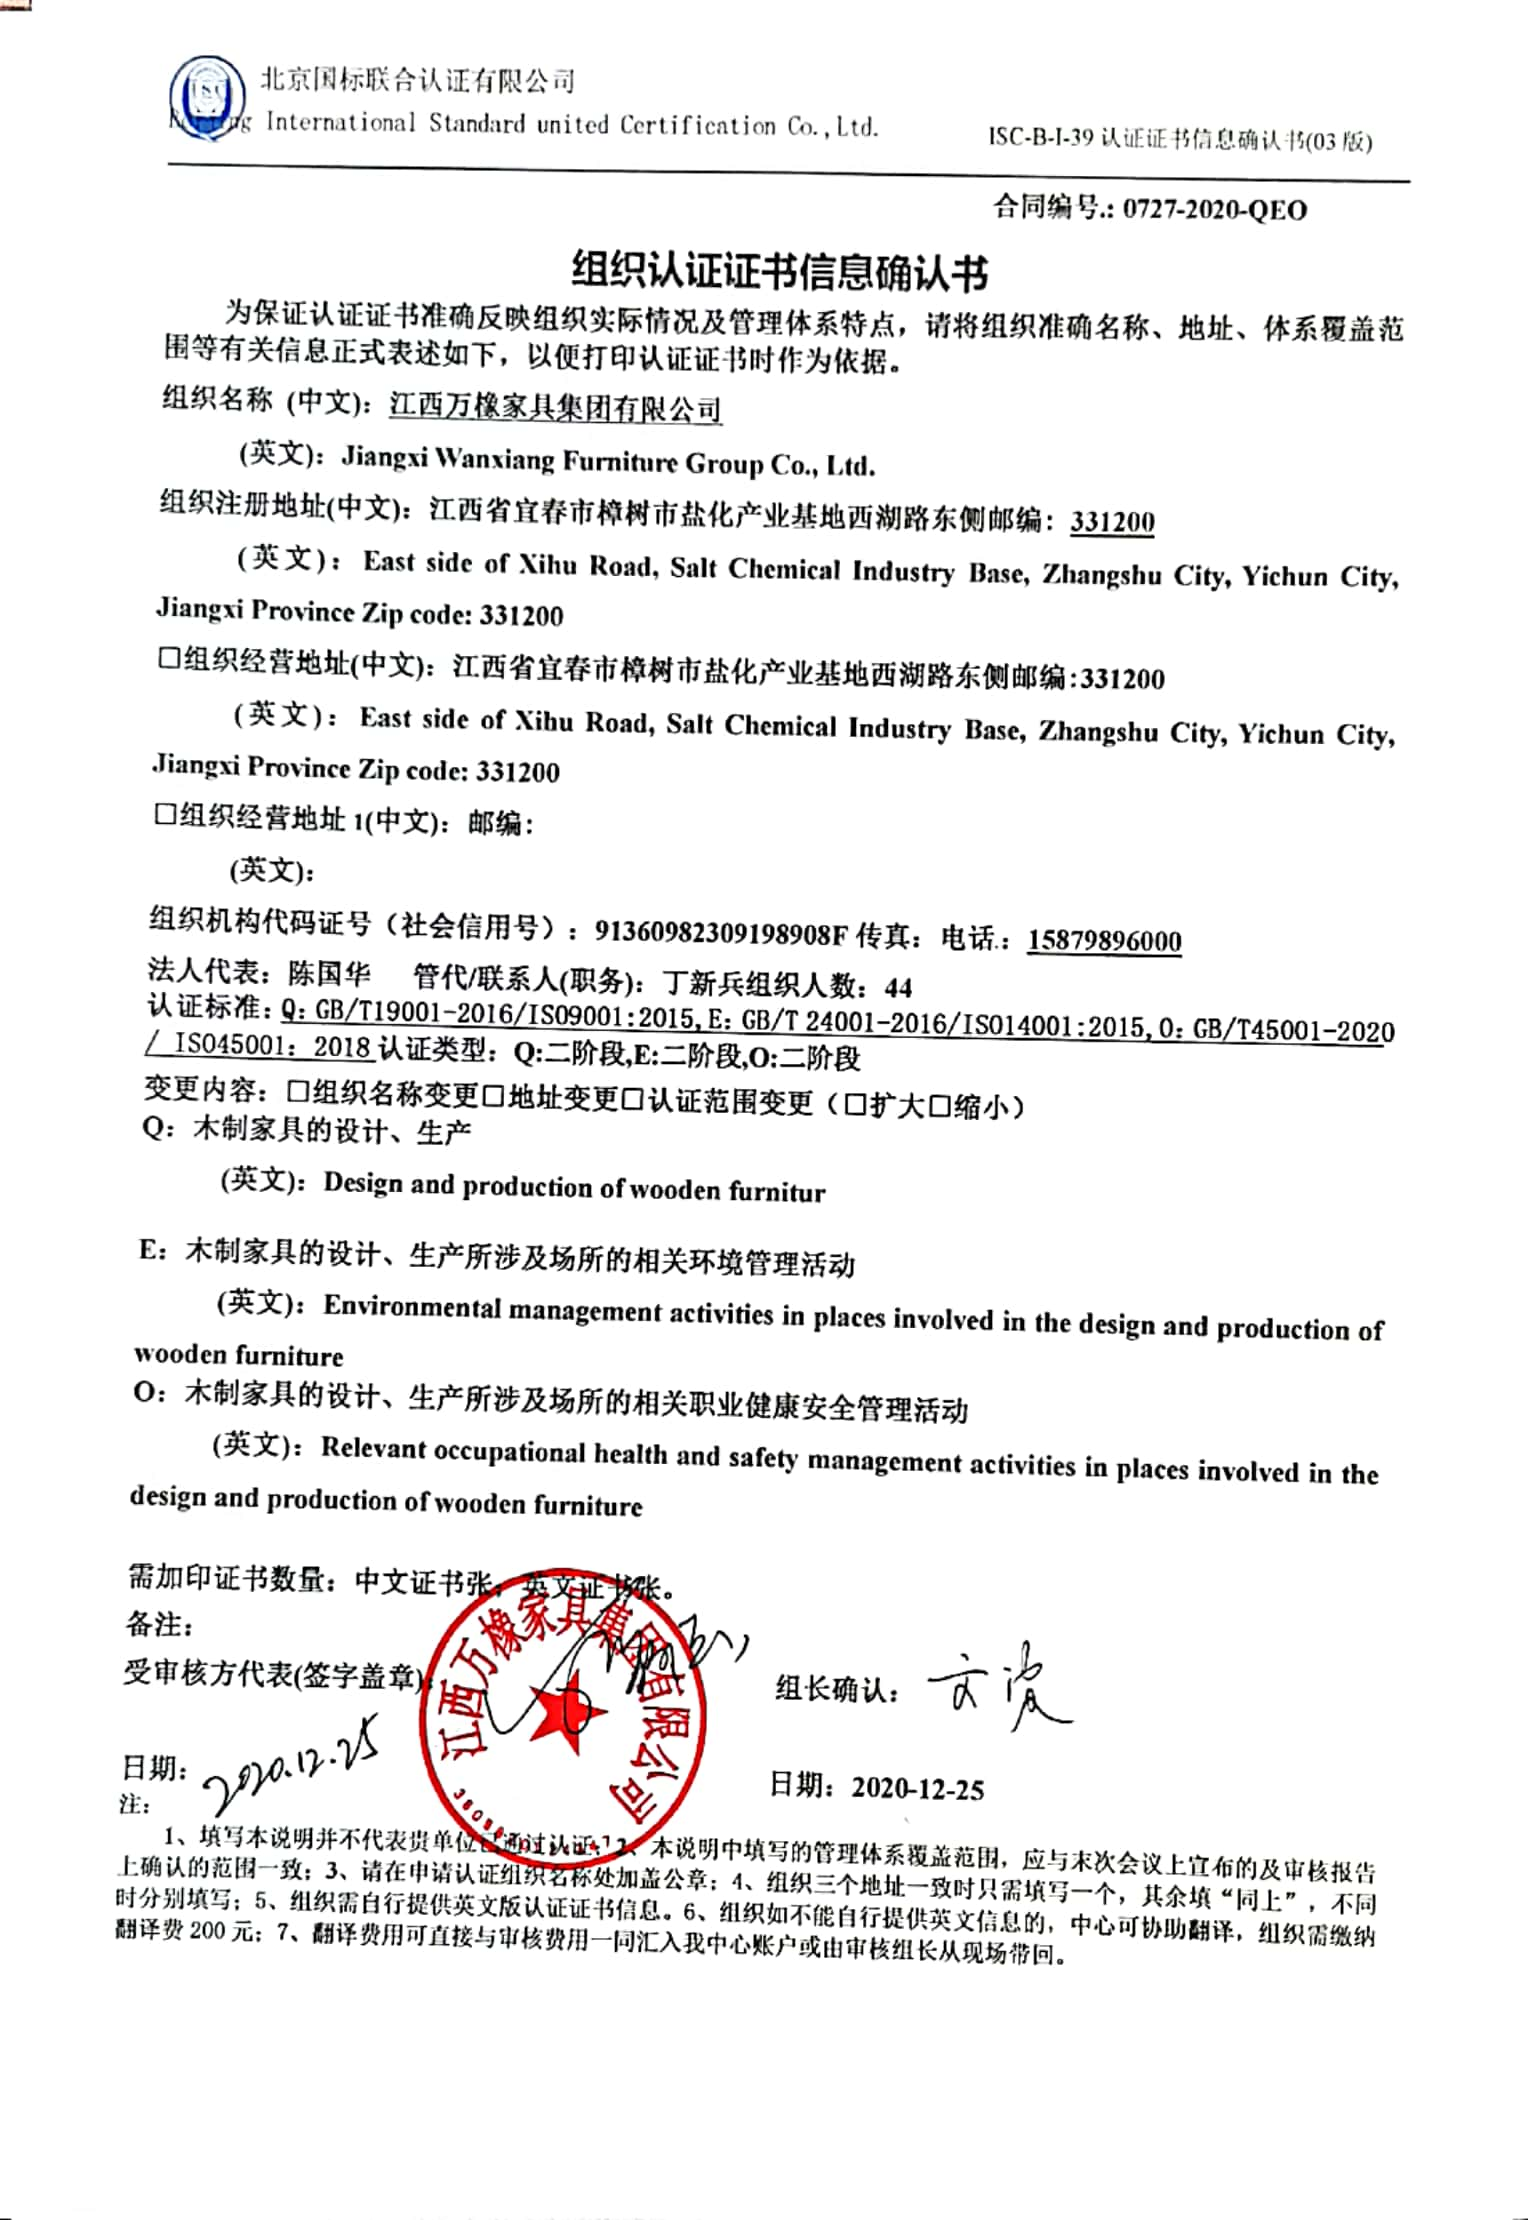 北京国标联合认证有限公司
Beijing International Standard united Certification Co.,Ltd.
ISC-B-I-39 认证证书信息确认书(03 版)
合同编号.: 0727-2020-QEO
组织认证证书信息确认书
为保证认证证书准确反映组织实际情况及管理体系特点，请将组织准确名称、地址、体系覆盖范
围等有关信息正式表述如下，以便打印认证证书时作为依据。
组织名称 (中文)：江西万橡家具集团有限公司
(英文)：Jiangxi Wanxiang Furniture Group Co., Ltd.
组织注册地址(中文)：江西省宜春市樟树市盐化产业基地西湖路东侧邮编：331200
(英文)：East side of Xihu Road, Salt Chemical Industry Base, Zhangshu City, Yichun City,
Jiangxi Province Zip code: 331200
□组织经营地址(中文)：江西省宜春市樟树市盐化产业基地西湖路东侧邮编:331200
(英文)：East side of Xihu Road, Salt Chemical Industry Base, Zhangshu City, Yichun City,
Jiangxi Province Zip code: 331200
□组织经营地址 1(中文)：邮编：
(英文)：
组织机构代码证号（社会信用号）：91360982309198908F 传真：电话.：15879896000
法人代表：陈国华 管代/联系人(职务)：丁新兵组织人数：44
认证标准：Q：GB/T19001-2016/ISO9001:2015, E：GB/T 24001-2016/ISO14001:2015, O：GB/T45001-2020
/ ISO45001：2018 认证类型：Q:二阶段,E:二阶段,O:二阶段
变更内容：□组织名称变更□地址变更□认证范围变更（□扩大□缩小）
Q：木制家具的设计、生产
(英文)：Design and production of wooden furnitur
E：木制家具的设计、生产所涉及场所的相关环境管理活动
(英文)：Environmental management activities in places involved in the design and production of
wooden furniture
O：木制家具的设计、生产所涉及场所的相关职业健康安全管理活动
(英文)：Relevant occupational health and safety management activities in places involved in the
design and production of wooden furniture
需加印证书数量：中文证书张，英文证书张。
备注：
江西万橡家具集团有限公司
受审核方代表(签字盖章)：
组长确认：文波
日期：2020.12.25
日期：2020-12-25
注：
1、填写本说明并不代表贵单位已通过认证；2、本说明中填写的管理体系覆盖范围，应与末次会议上宣布的及审核报告
上确认的范围一致；3、请在申请认证组织名称处加盖公章；4、组织三个地址一致时只需填写一个，其余填“同上”，不同
时分别填写；5、组织需自行提供英文版认证证书信息。6、组织如不能自行提供英文信息的，中心可协助翻译，组织需缴纳
翻译费 200 元；7、翻译费用可直接与审核费用一同汇入我中心账户或由审核组长从现场带回。